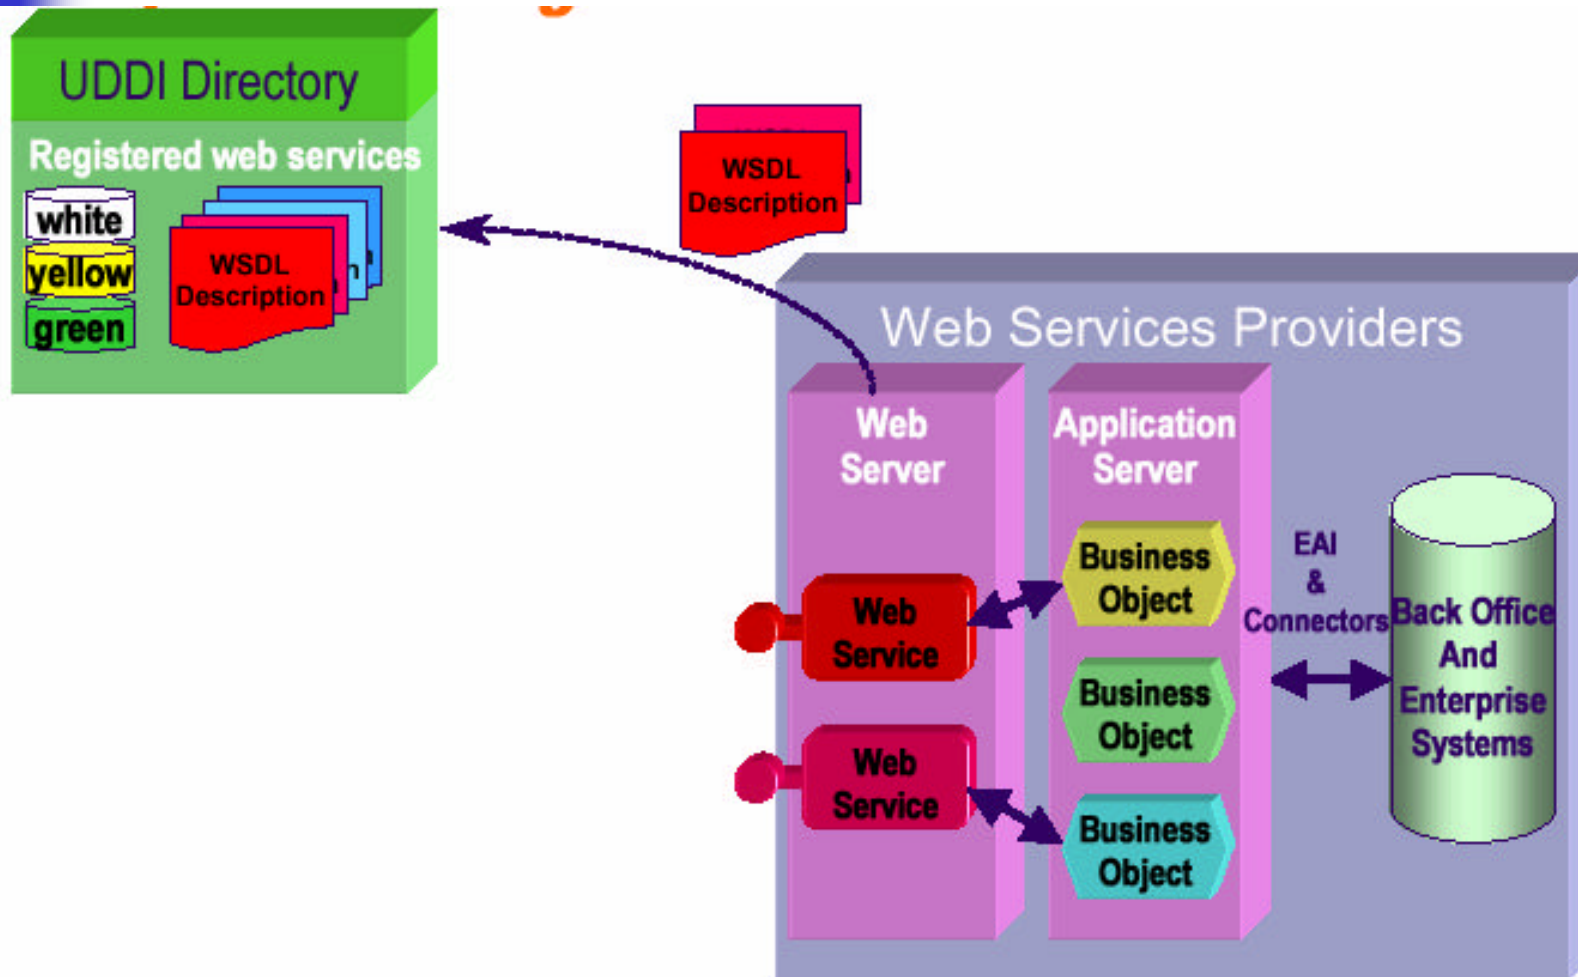 UDDI Directory
Registered web services
white
yellow
green
WSDL
Description
WSDL
Description
Web Services Providers
Web
Server
Application
Server
Business
Object
Web
Service
Business
Object
Web
Service
Business
Object
EAI
&
Connectors
Back Office
And
Enterprise
Systems